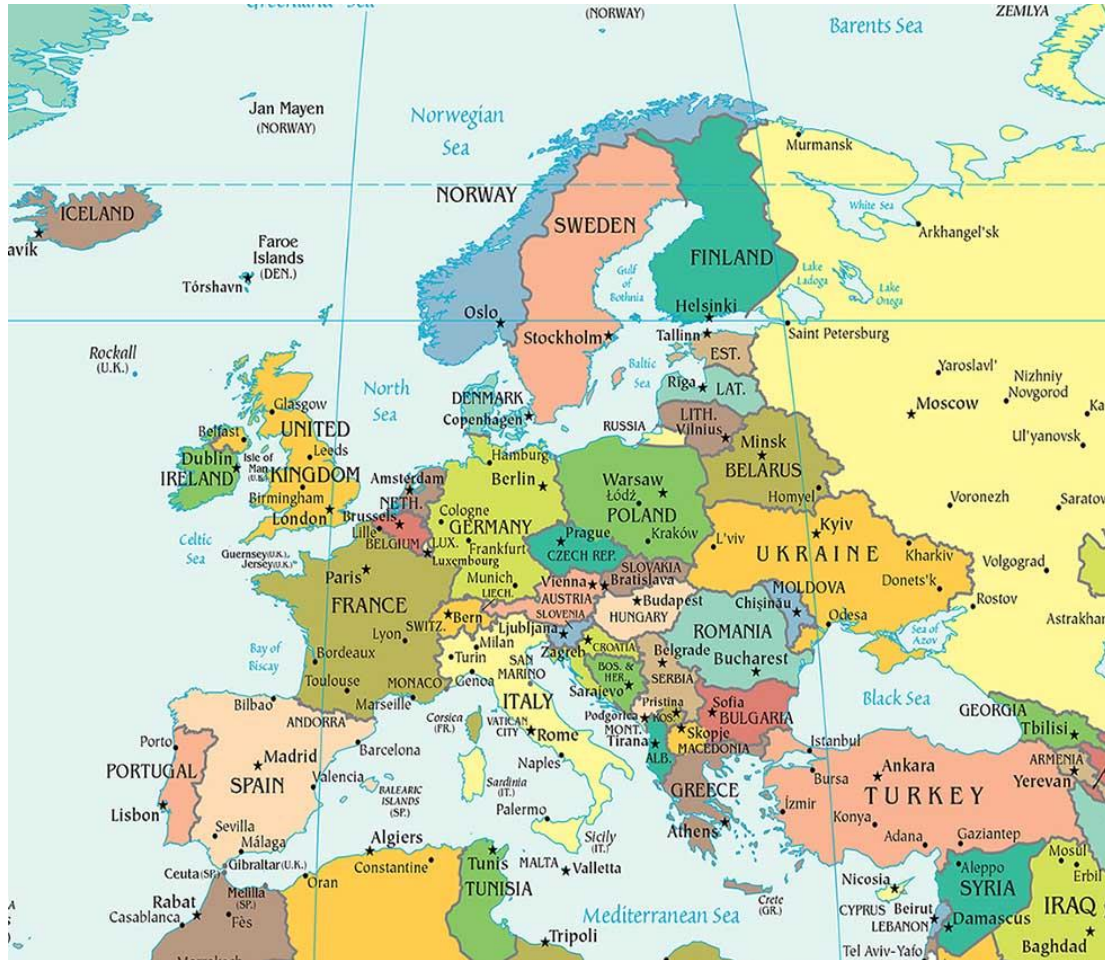 Greenland Sea
(NORWAY)
ZEMLYA
Barents Sea
Jan Mayen
(NORWAY)
Norwegian
Sea
Murmansk
NORWAY
White Sea
ICELAND
avík
SWEDEN
Arkhangel'sk
Faroe
Islands
(DEN.)
Tórshavn
FINLAND
Gulf
of
Bothnia
Lake
Ladoga
Lake
Onega
Oslo
Helsinki
Stockholm
Tallinn
Saint Petersburg
Rockall
(U.K.)
EST.
Baltic
Sea
North
Sea
Rīga
LAT.
Yaroslavl'
Nizhniy
Novgorod
Moscow
Ka
DENMARK
Copenhagen
LITH.
Vilnius
RUSSIA
Glasgow
UNITED
KINGDOM
Belfast
Leeds
Ul'yanovsk
Dublin
IRELAND
Isle of
Man
(U.K.)
Minsk
BELARUS
Homyel
Hamburg
Berlin
Amsterdam
NETH.
Warsaw
Łódź
POLAND
Kraków
Birmingham
London
Voronezh
Saratov
Brussels
Lille
BELGIUM
Cologne
GERMANY
LUX.
Frankfurt
Luxembourg
Prague
CZECH REP.
Celtic
Sea
L'viv
Kyiv
UKRAINE
Kharkiv
Donets'k
Volgograd
Guernsey(U.K.)
Jersey(U.K.)
Paris
FRANCE
Munich
LIECH.
Vienna
AUSTRIA
SLOVAKIA
Bratislava
Budapest
HUNGARY
MOLDOVA
Chişinău
Odesa
Rostov
Astrakhan
SWITZ.
Bern
SLOVENIA
Ljubljana
Zagreb
CROATIA
ROMANIA
Bucharest
Sea of
Azov
Lyon
Bay of
Biscay
Bordeaux
Toulouse
Milan
Turin
Genoa
SAN
MARINO
BOS. &
HER.
Sarajevo
Belgrade
SERBIA
MONACO
Marseille
ITALY
Black Sea
Bilbao
ANDORRA
Corsica
(FR.)
VATICAN
CITY
Rome
Pristina
KOS.
Podgorica
MONT.
Sofia
BULGARIA
Skopje
MACEDONIA
GEORGIA
Tbilisi
Porto
Madrid
Barcelona
Tirana
ALB.
Istanbul
ARMENIA
Yerevan
PORTUGAL
SPAIN
Valencia
BALEARIC
ISLANDS
(SP.)
Sardinia
(IT.)
Naples
GREECE
Athens
Bursa
Ankara
TURKEY
Lisbon
Palermo
Sicily
(IT.)
İzmir
Konya
Adana
Gaziantep
Sevilla
Málaga
Algiers
Constantine
Tunis
TUNISIA
MALTA
Valletta
Mosul
Erbil
Gibraltar(U.K.)
Ceuta(SP.)
Oran
Aleppo
SYRIA
Melilla
(SP.)
Nicosia
CYPRUS
Crete
(GR.)
Rabat
Casablanca
Fès
Mediterranean Sea
Beirut
LEBANON
Damascus
IRAQ
Tripoli
Tel Aviv-Yafo
Baghdad